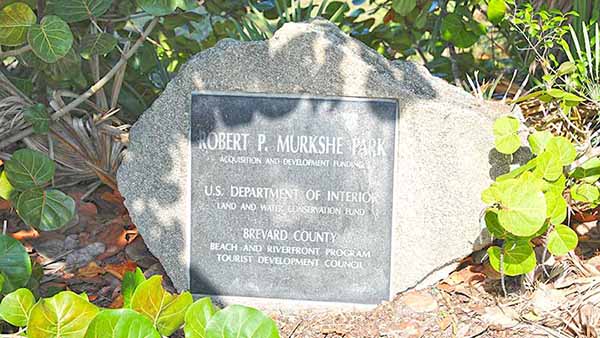 ROBERT P. MURKSHE PARK
ACQUISITION AND DEVELOPMENT FUNDING
U.S. DEPARTMENT OF INTERIOR
LAND AND WATER CONSERVATION FUND
BREVARD COUNTY
BEACH AND RIVERFRONT PROGRAM
TOURIST DEVELOPMENT COUNCIL